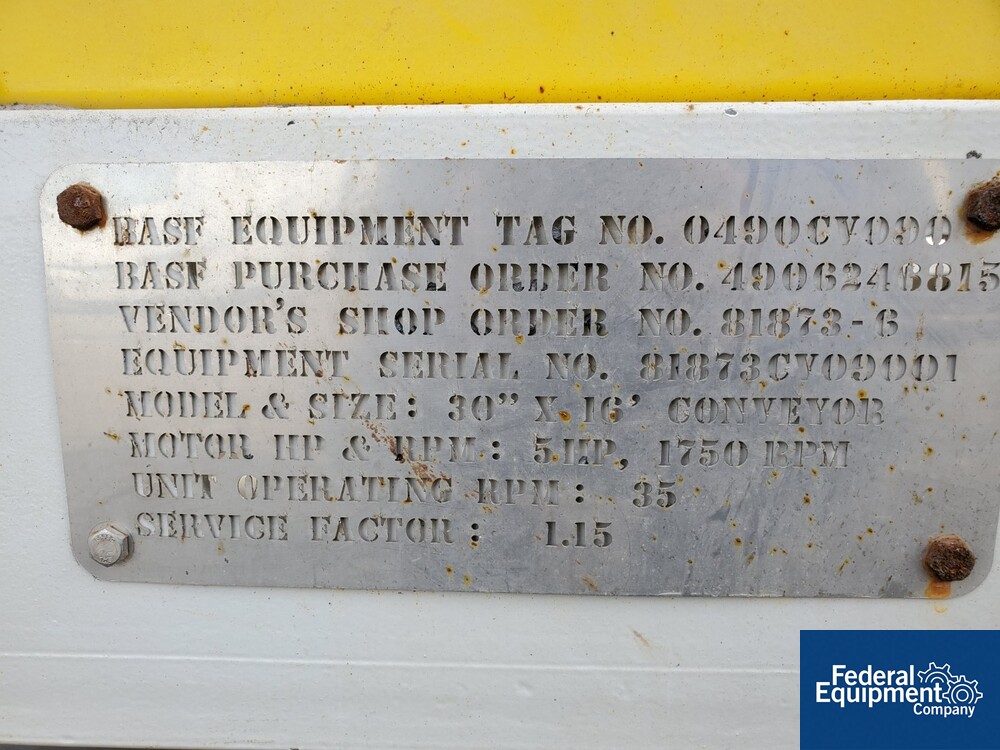 BASF EQUIPMENT TAG NO. 0490CY090
BASF PURCHASE ORDER NO. 4906246815
VENDOR'S SHOP ORDER NO. 81873-6
EQUIPMENT SERIAL NO. 81873CY09001
MODEL & SIZE: 30" X 16' CONVEYOR
MOTOR HP & RPM: 5 HP, 1750 RPM
UNIT OPERATING RPM: 35
SERVICE FACTOR: 1.15
Federal
Equipment
Company